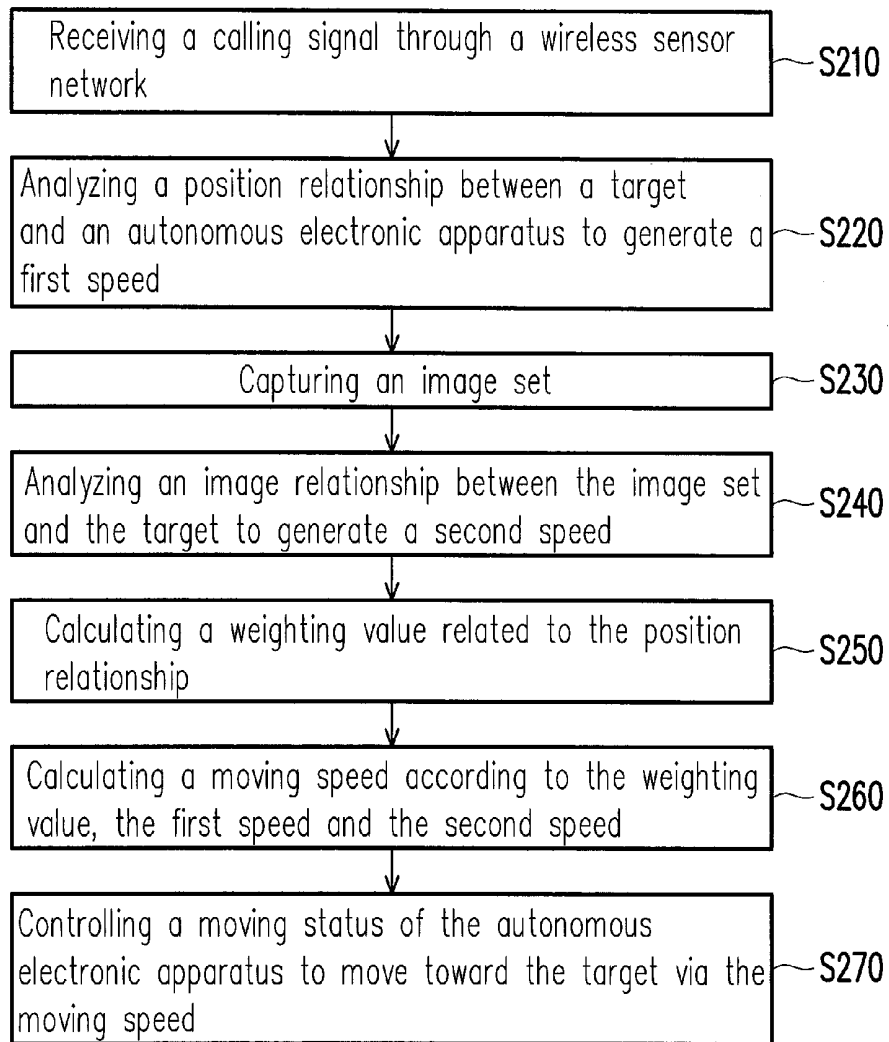 Receiving a calling signal through a wireless sensor
network
S210
Analyzing a position relationship between a target
and an autonomous electronic apparatus to generate a
first speed
S220
Capturing an image set
S230
Analyzing an image relationship between the image set
and the target to generate a second speed
S240
Calculating a weighting value related to the position
relationship
S250
Calculating a moving speed according to the weighting
value, the first speed and the second speed
S260
Controlling a moving status of the autonomous
electronic apparatus to move toward the target via the
moving speed
S270